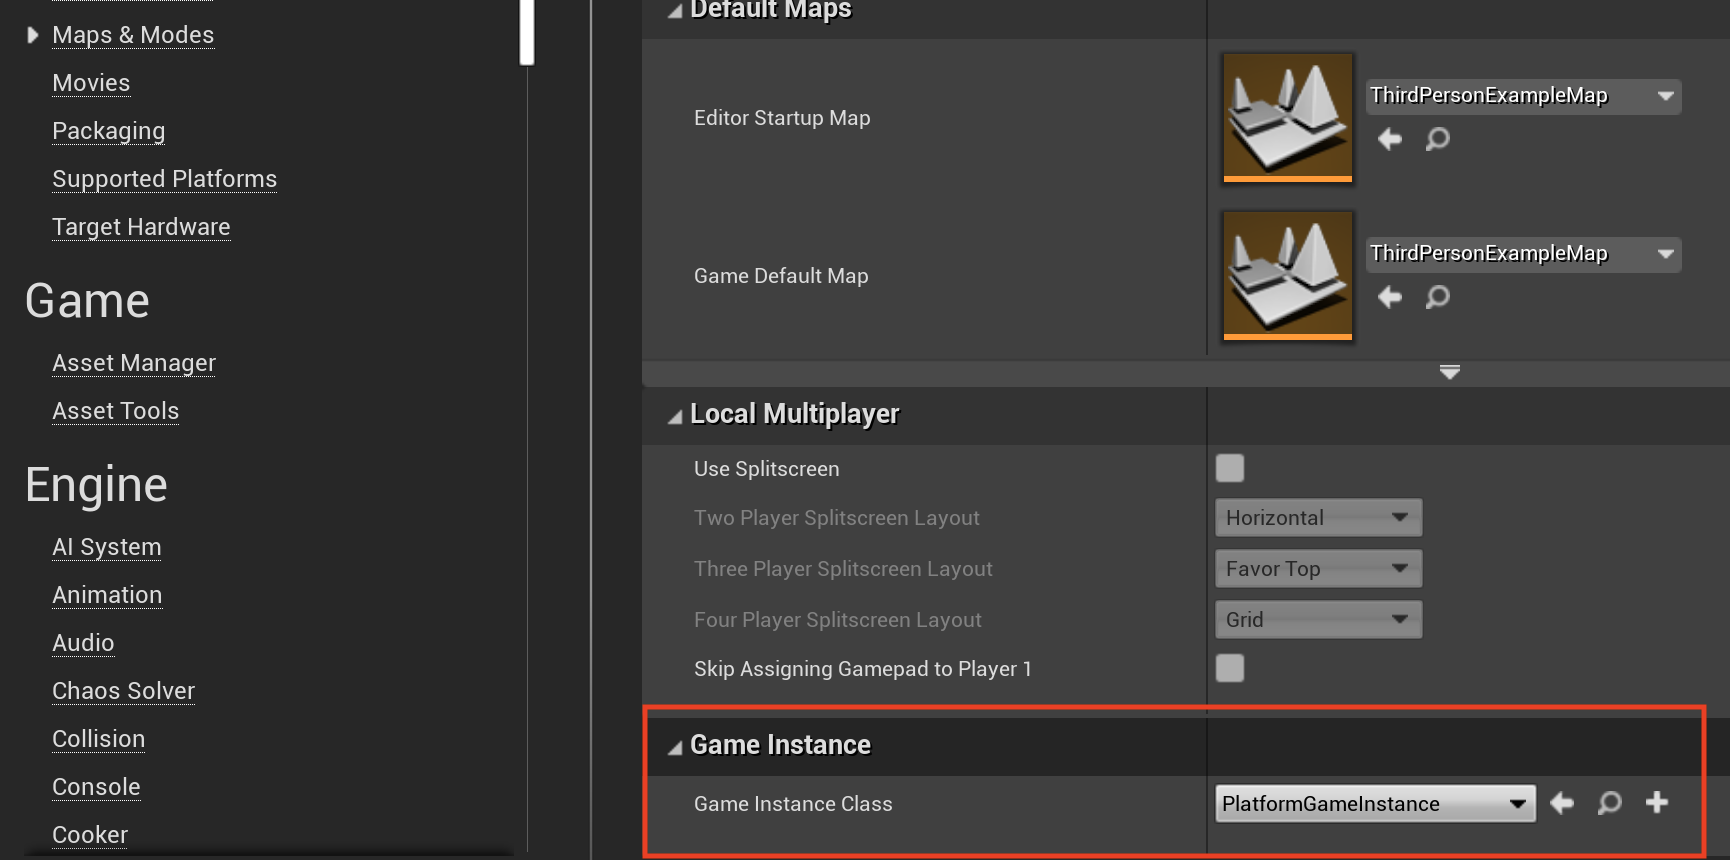 Maps & Modes
Movies
Packaging
Supported Platforms
Target Hardware
Game
Asset Manager
Asset Tools
Engine
AI System
Animation
Audio
Chaos Solver
Collision
Console
Cooker
Default Maps
Editor Startup Map
ThirdPersonExampleMap
Game Default Map
ThirdPersonExampleMap
Local Multiplayer
Use Splitscreen
Two Player Splitscreen Layout
Horizontal
Three Player Splitscreen Layout
Favor Top
Four Player Splitscreen Layout
Grid
Skip Assigning Gamepad to Player 1
Game Instance
Game Instance Class
PlatformGameInstance